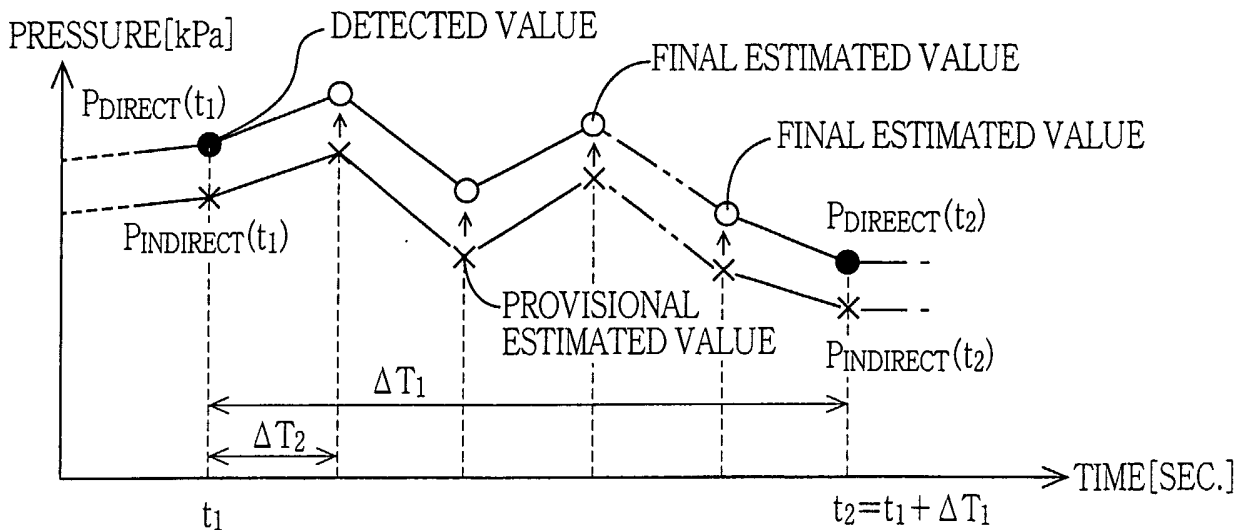 PRESSURE[kPa]
DETECTED VALUE
FINAL ESTIMATED VALUE
PDIRECT(t1)
FINAL ESTIMATED VALUE
PINDIRECT(t1)
PDIREECT(t2)
PROVISIONAL
ESTIMATED VALUE
PINDIRECT(t2)
ΔT1
ΔT2
TIME[SEC.]
t1
t2=t1+ΔT1